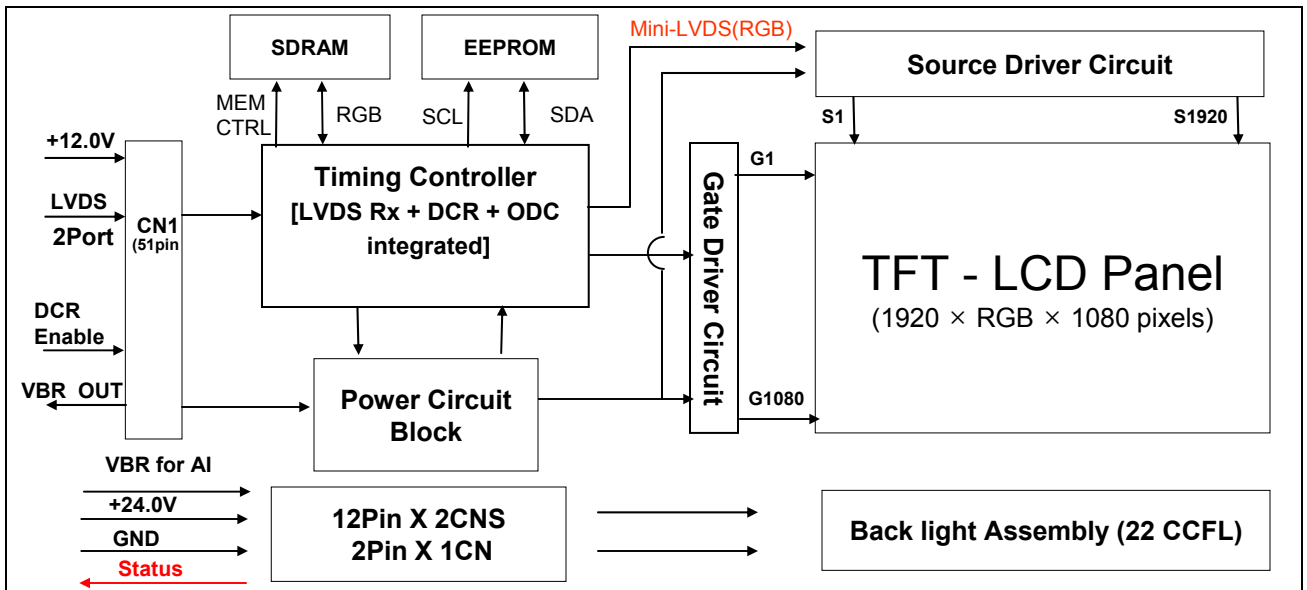 SDRAM
EEPROM
Mini-LVDS(RGB)
Source Driver Circuit
MEM
CTRL
RGB
SCL
SDA
S1
S1920
+12.0V
LVDS
2Port
CN1
(51pin
DCR
Enable
VBR OUT
Timing Controller
[LVDS Rx + DCR + ODC
integrated]
Gate Driver Circuit
G1
G1080
TFT - LCD Panel
(1920 × RGB × 1080 pixels)
Power Circuit
Block
VBR for AI
+24.0V
GND
Status
12Pin X 2CNS
2Pin X 1CN
Back light Assembly (22 CCFL)